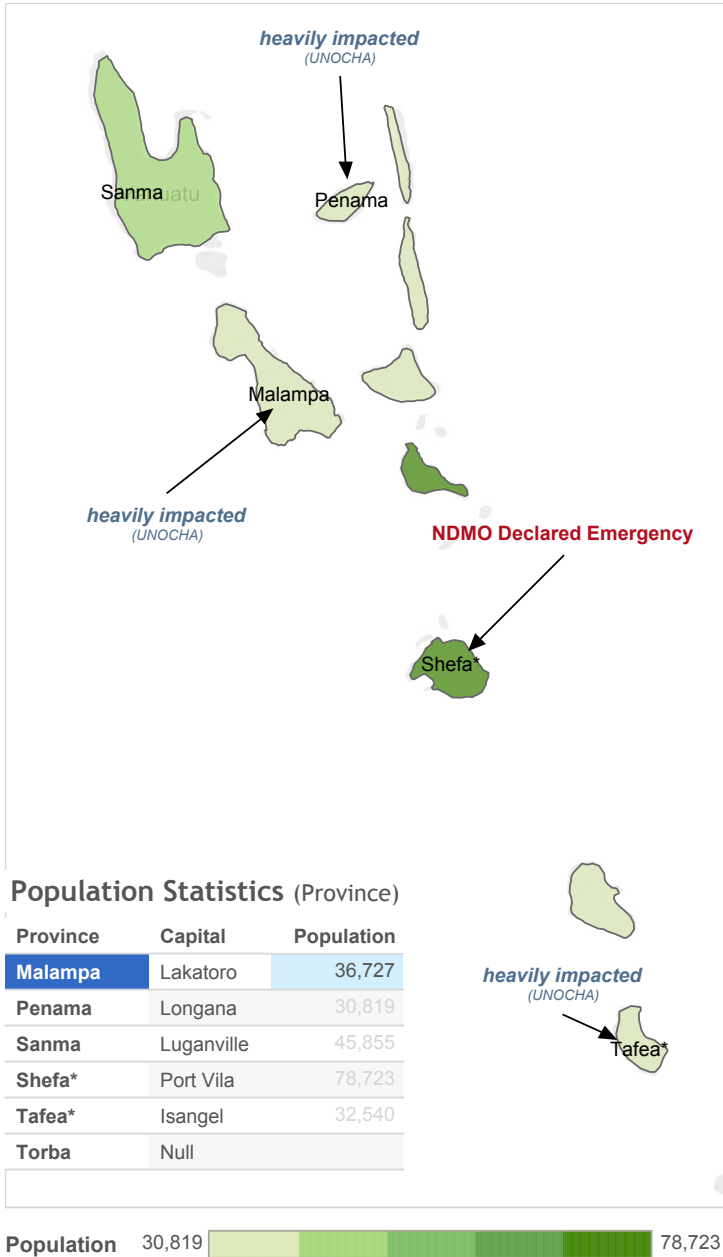 heavily impacted
(UNOCHA)
Sanma
Penama
Malampa
heavily impacted
(UNOCHA)
NDMO Declared Emergency
Shefa*
Population Statistics (Province)
Province Capital Population
Malampa Lakatoro 36,727
Penama Longana 30,819
Sanma Luganville 45,855
Shefa* Port Vila 78,723
Tafea* Isangel 32,540
Torba Null
heavily impacted
(UNOCHA)
Tafea*
Population 30,819 78,723